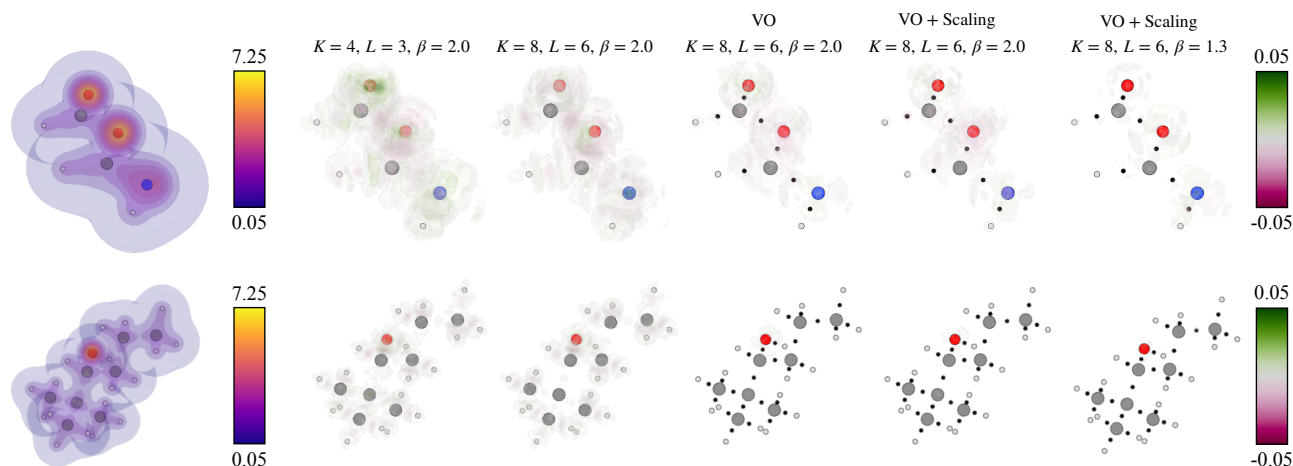 VO
VO + Scaling
VO + Scaling
K = 4, L = 3, β = 2.0
K = 8, L = 6, β = 2.0
K = 8, L = 6, β = 2.0
K = 8, L = 6, β = 2.0
K = 8, L = 6, β = 1.3
7.25
0.05
0.05
-0.05
7.25
0.05
0.05
-0.05